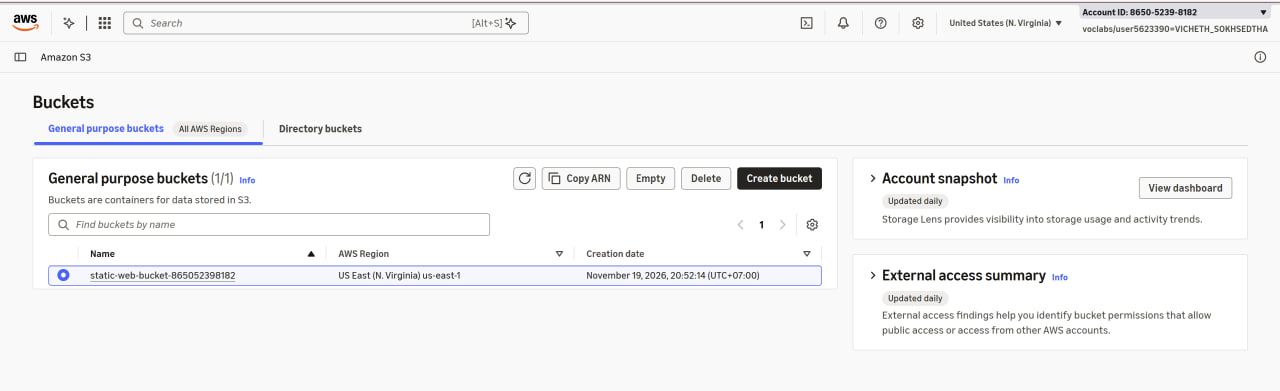 aws
Search
[Alt+S]
United States (N. Virginia) ▼
Account ID: 8650-5239-8182 ▼
voclabs/user5623390=VICHETH_SOKHSEDTHA
Amazon S3
Buckets
General purpose buckets
All AWS Regions
Directory buckets
General purpose buckets (1/1) Info
Copy ARN
Empty
Delete
Create bucket
Buckets are containers for data stored in S3.
Find buckets by name
1
Name
AWS Region
Creation date
static-web-bucket-865052398182
US East (N. Virginia) us-east-1
November 19, 2026, 20:52:14 (UTC+07:00)
Account snapshot Info
View dashboard
Updated daily
Storage Lens provides visibility into storage usage and activity trends.
External access summary Info
Updated daily
External access findings help you identify bucket permissions that allow
public access or access from other AWS accounts.